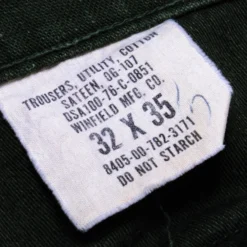 TROUSERS, UTILITY, COTTON
SATEEN, OG-107
DSA100-76-C-0851
WINFIELD MFG. CO.
32 X 35
8405-00-782-3171
DO NOT STARCH